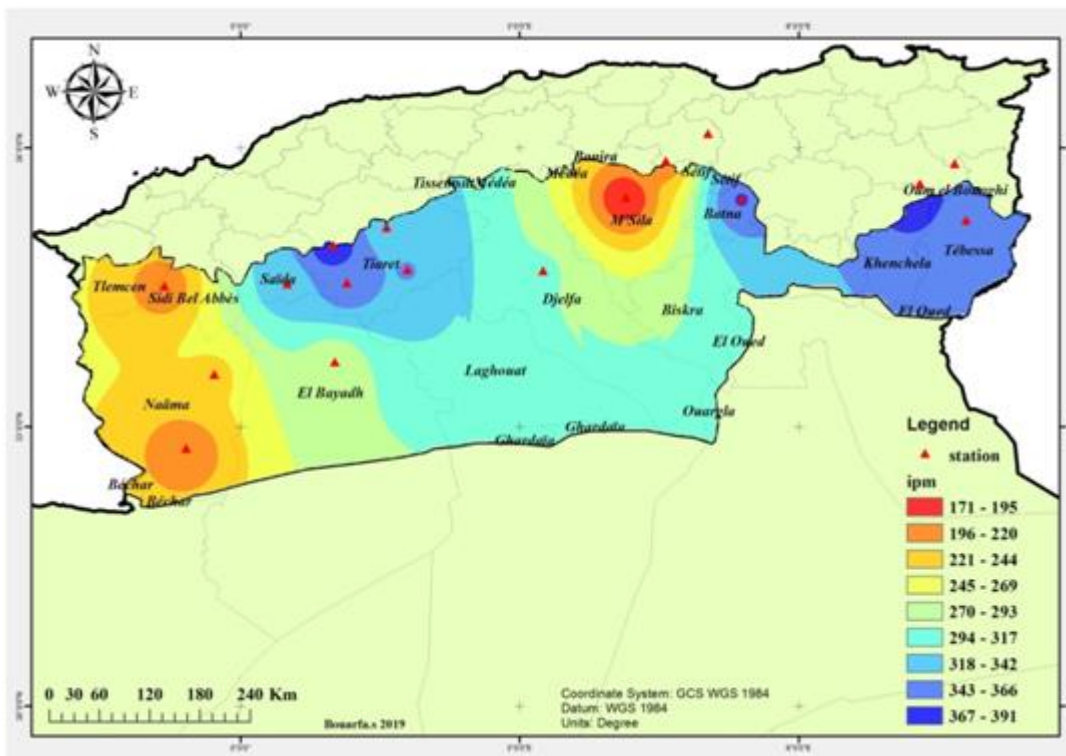 N
W E
S
Bouira
Médéa
Sétif
Sétif
Médéa
Oum el Bouaghi
M'Sila
Batna
Tébessa
Khenchela
Tiaret
Saïda
Tlemcen
Sidi Bel Abbès
Djelfa
Biskra
El Oued
El Oued
Laghouat
El Bayadh
Naâma
Ouargla
Ghardaïa
Ghardaïa
Béchar
Béchar
Legend
station
ipm
171 - 195
196 - 220
221 - 244
245 - 269
270 - 293
294 - 317
318 - 342
343 - 366
367 - 391
0 30 60 120 180 240 Km
Coordinate System: GCS WGS 1984
Datum: WGS 1984
Units: Degree
Bouarfa.s 2019